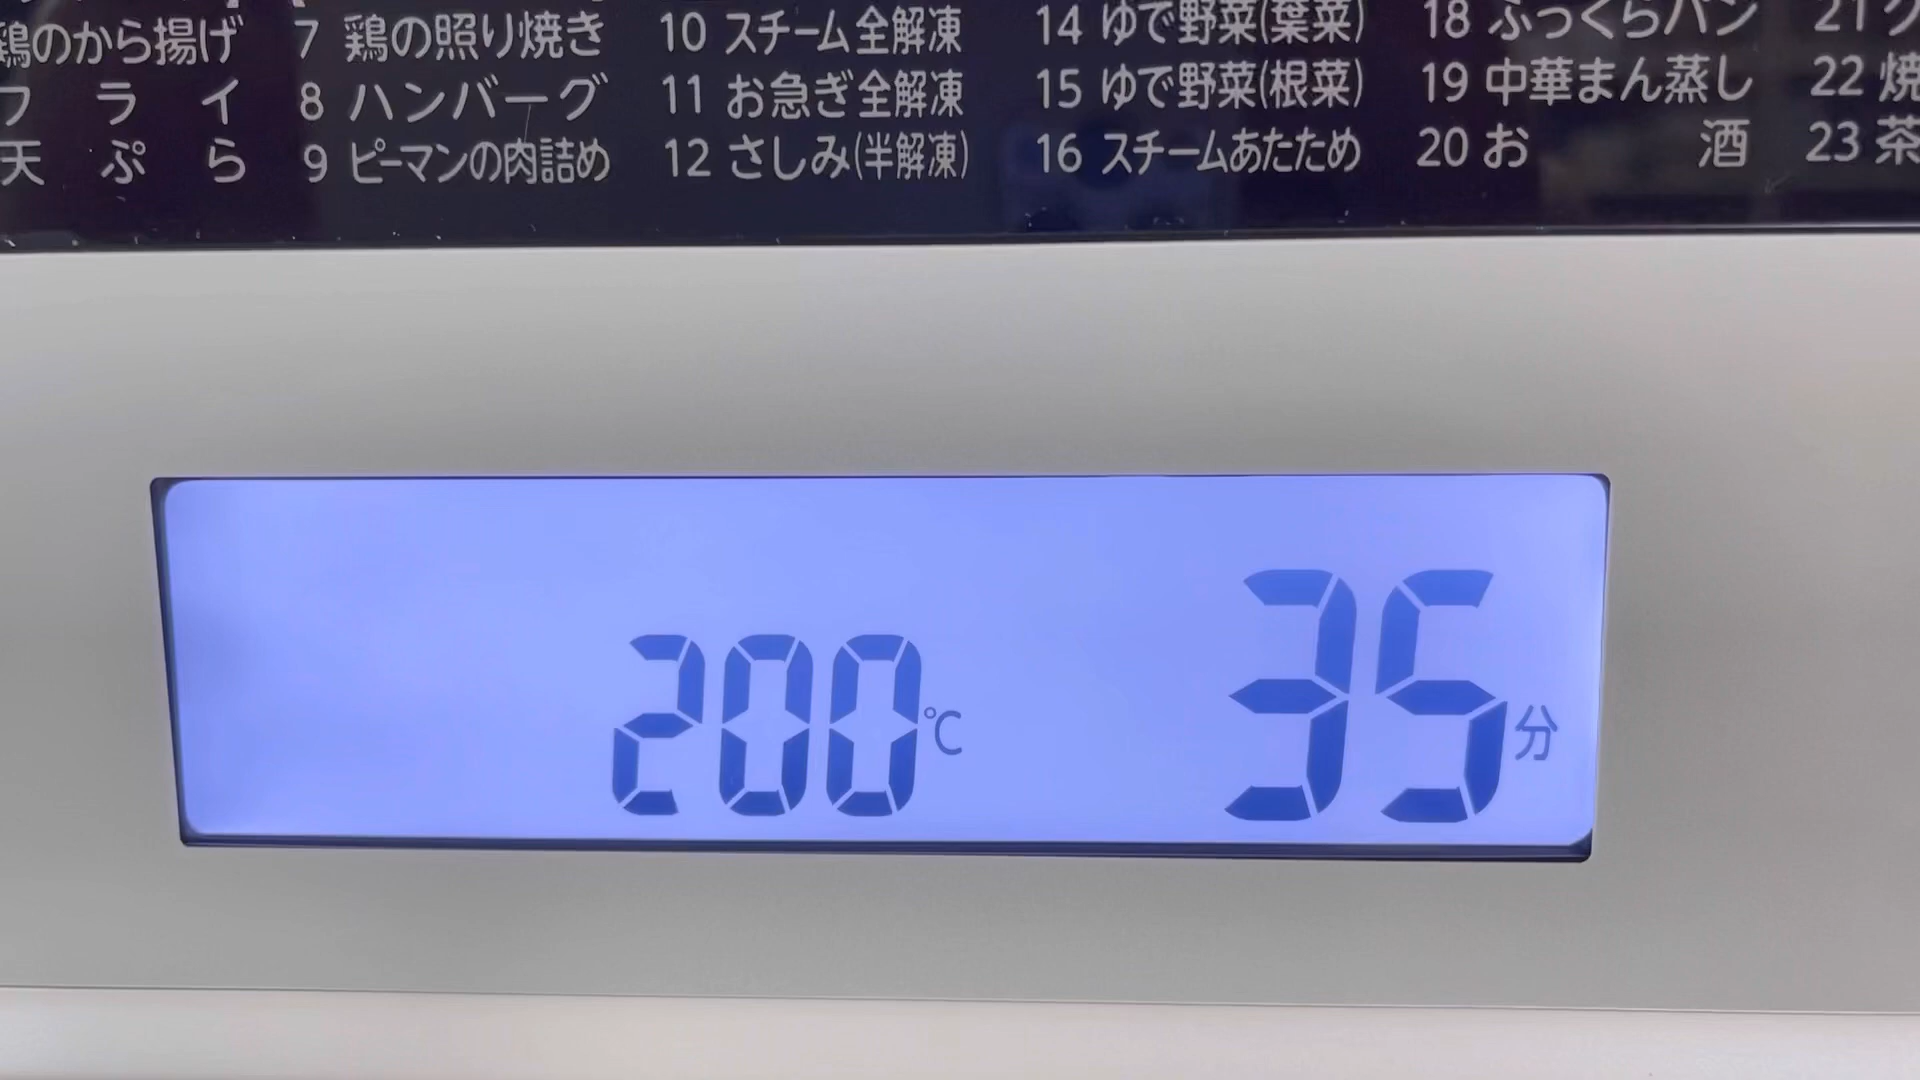 鶏のから揚げ 7 鶏の照り焼き 10 スチーム全解凍 14 ゆで野菜(葉菜) 18 ふっくらパン 21
フライ 8 ハンバーグ 11 お急ぎ全解凍 15 ゆで野菜(根菜) 19 中華まん蒸し 22 焼
天ぷら 9 ピーマンの肉詰め 12 さしみ(半解凍) 16 スチームあたため 20 お酒 23 茶
200℃ 35分